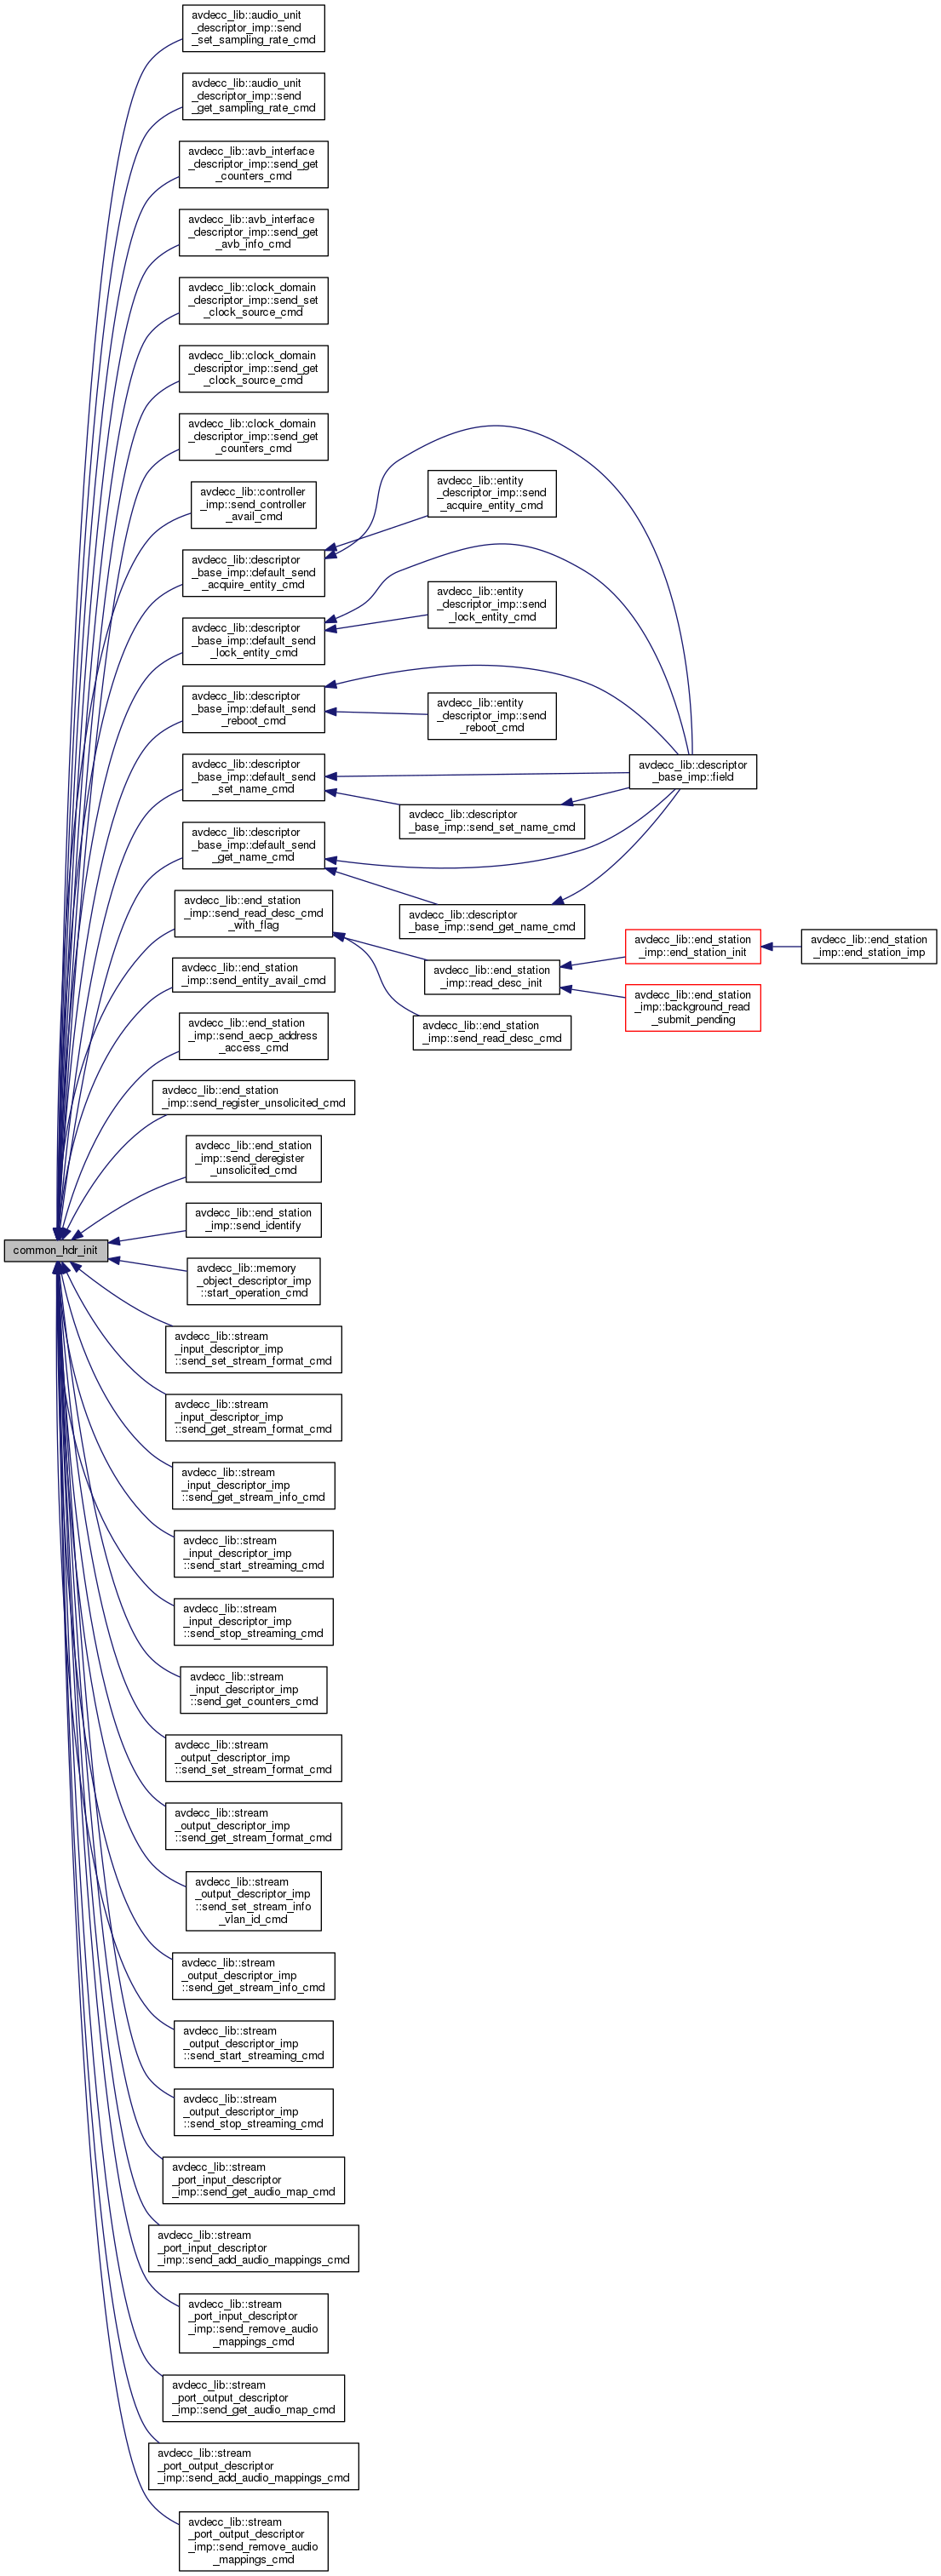 avdecc_lib::audio_unit
_descriptor_imp::send
_set_sampling_rate_cmd
avdecc_lib::audio_unit
_descriptor_imp::send
_get_sampling_rate_cmd
avdecc_lib::avb_interface
_descriptor_imp::send_get
_counters_cmd
avdecc_lib::avb_interface
_descriptor_imp::send_get
_avb_info_cmd
avdecc_lib::clock_domain
_descriptor_imp::send_set
_clock_source_cmd
avdecc_lib::clock_domain
_descriptor_imp::send_get
_clock_source_cmd
avdecc_lib::clock_domain
_descriptor_imp::send_get
_counters_cmd
avdecc_lib::controller
_imp::send_controller
_avail_cmd
avdecc_lib::descriptor
_base_imp::default_send
_acquire_entity_cmd
avdecc_lib::entity
_descriptor_imp::send
_acquire_entity_cmd
avdecc_lib::descriptor
_base_imp::default_send
_lock_entity_cmd
avdecc_lib::entity
_descriptor_imp::send
_lock_entity_cmd
avdecc_lib::descriptor
_base_imp::default_send
_reboot_cmd
avdecc_lib::entity
_descriptor_imp::send
_reboot_cmd
avdecc_lib::descriptor
_base_imp::default_send
_set_name_cmd
avdecc_lib::descriptor
_base_imp::field
avdecc_lib::descriptor
_base_imp::send_set_name_cmd
avdecc_lib::descriptor
_base_imp::default_send
_get_name_cmd
avdecc_lib::descriptor
_base_imp::send_get_name_cmd
avdecc_lib::end_station
_imp::send_read_desc_cmd
_with_flag
avdecc_lib::end_station
_imp::read_desc_init
avdecc_lib::end_station
_imp::end_station_init
avdecc_lib::end_station
_imp::end_station_imp
avdecc_lib::end_station
_imp::background_read
_submit_pending
avdecc_lib::end_station
_imp::send_read_desc_cmd
avdecc_lib::end_station
_imp::send_entity_avail_cmd
avdecc_lib::end_station
_imp::send_aecp_address
_access_cmd
avdecc_lib::end_station
_imp::send_register_unsolicited_cmd
avdecc_lib::end_station
_imp::send_deregister
_unsolicited_cmd
avdecc_lib::end_station
_imp::send_identify
common_hdr_init
avdecc_lib::memory
_object_descriptor_imp
::start_operation_cmd
avdecc_lib::stream
_input_descriptor_imp
::send_set_stream_format_cmd
avdecc_lib::stream
_input_descriptor_imp
::send_get_stream_format_cmd
avdecc_lib::stream
_input_descriptor_imp
::send_get_stream_info_cmd
avdecc_lib::stream
_input_descriptor_imp
::send_start_streaming_cmd
avdecc_lib::stream
_input_descriptor_imp
::send_stop_streaming_cmd
avdecc_lib::stream
_input_descriptor_imp
::send_get_counters_cmd
avdecc_lib::stream
_output_descriptor_imp
::send_set_stream_format_cmd
avdecc_lib::stream
_output_descriptor_imp
::send_get_stream_format_cmd
avdecc_lib::stream
_output_descriptor_imp
::send_set_stream_info
_vlan_id_cmd
avdecc_lib::stream
_output_descriptor_imp
::send_get_stream_info_cmd
avdecc_lib::stream
_output_descriptor_imp
::send_start_streaming_cmd
avdecc_lib::stream
_output_descriptor_imp
::send_stop_streaming_cmd
avdecc_lib::stream
_port_input_descriptor
_imp::send_get_audio_map_cmd
avdecc_lib::stream
_port_input_descriptor
_imp::send_add_audio_mappings_cmd
avdecc_lib::stream
_port_input_descriptor
_imp::send_remove_audio
_mappings_cmd
avdecc_lib::stream
_port_output_descriptor
_imp::send_get_audio_map_cmd
avdecc_lib::stream
_port_output_descriptor
_imp::send_add_audio_mappings_cmd
avdecc_lib::stream
_port_output_descriptor
_imp::send_remove_audio
_mappings_cmd